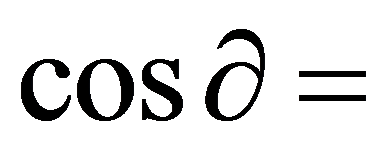 cos ∂ =